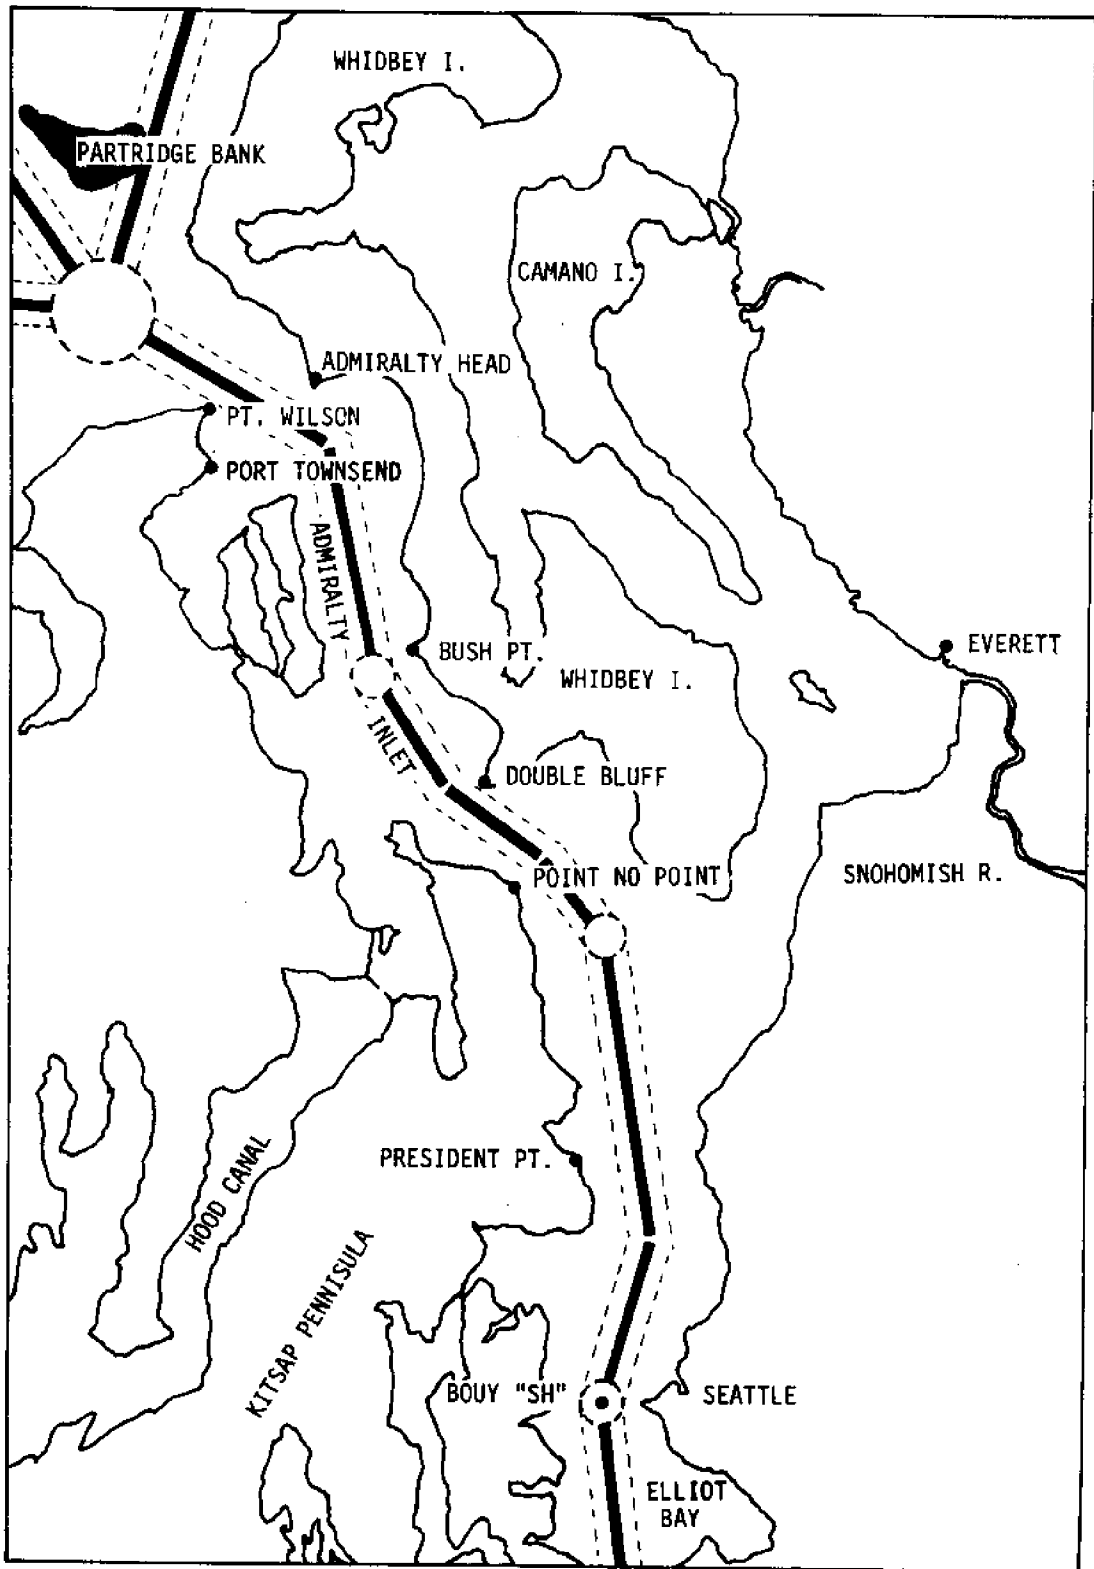 WHIDBEY I.
PARTRIDGE BANK
CAMANO I.
ADMIRALTY HEAD
PT. WILSON
PORT TOWNSEND
ADMIRALTY
INLET
BUSH PT.
EVERETT
WHIDBEY I.
DOUBLE BLUFF
POINT NO POINT
SNOHOMISH R.
PRESIDENT PT.
HOOD CANAL
KITSAP PENNISULA
BOUY "SH"
SEATTLE
ELLIOT
BAY